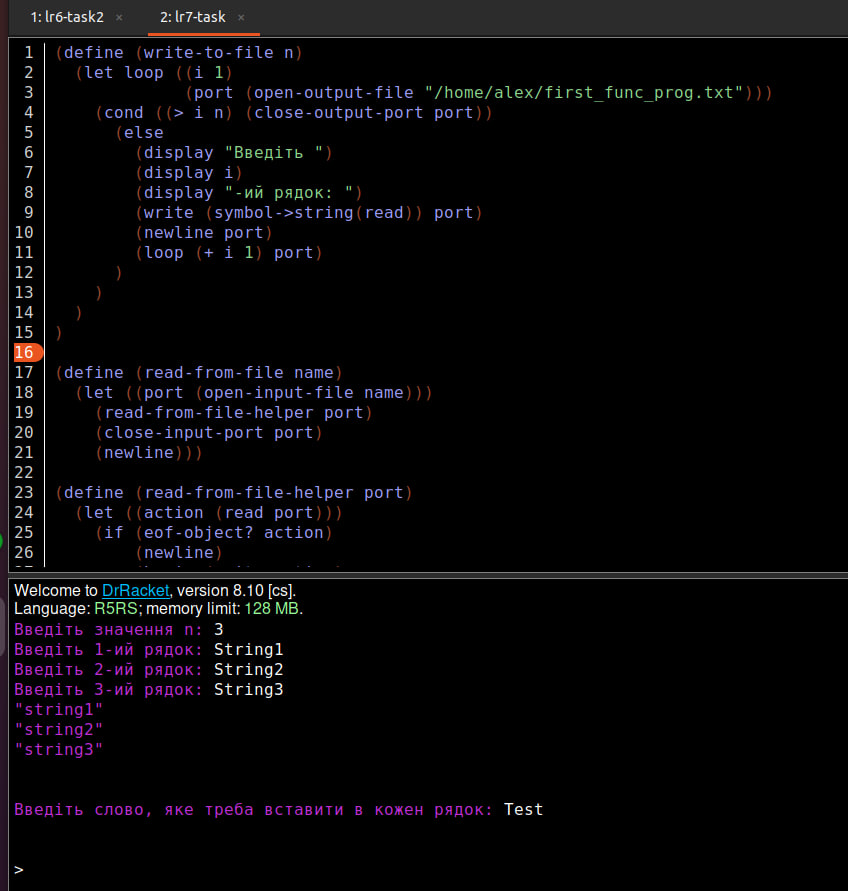 1: lr6-task2 × 2: lr7-task ×
1 (define (write-to-file n)
2 (let loop ((i 1)
3 (port (open-output-file "/home/alex/first_func_prog.txt")))
4 (cond ((> i n) (close-output-port port))
5 (else
6 (display "Введіть ")
7 (display i)
8 (display "-ий рядок: ")
9 (write (symbol->string(read)) port)
10 (newline port)
11 (loop (+ i 1) port)
12 )
13 )
14 )
15 )
16
17 (define (read-from-file name)
18 (let ((port (open-input-file name)))
19 (read-from-file-helper port)
20 (close-input-port port)
21 (newline)))
22
23 (define (read-from-file-helper port)
24 (let ((action (read port)))
25 (if (eof-object? action)
26 (newline)
Welcome to DrRacket, version 8.10 [cs].
Language: R5RS; memory limit: 128 MB.
Введіть значення n: 3
Введіть 1-ий рядок: String1
Введіть 2-ий рядок: String2
Введіть 3-ий рядок: String3
"string1"
"string2"
"string3"
Введіть слово, яке треба вставити в кожен рядок: Test
>